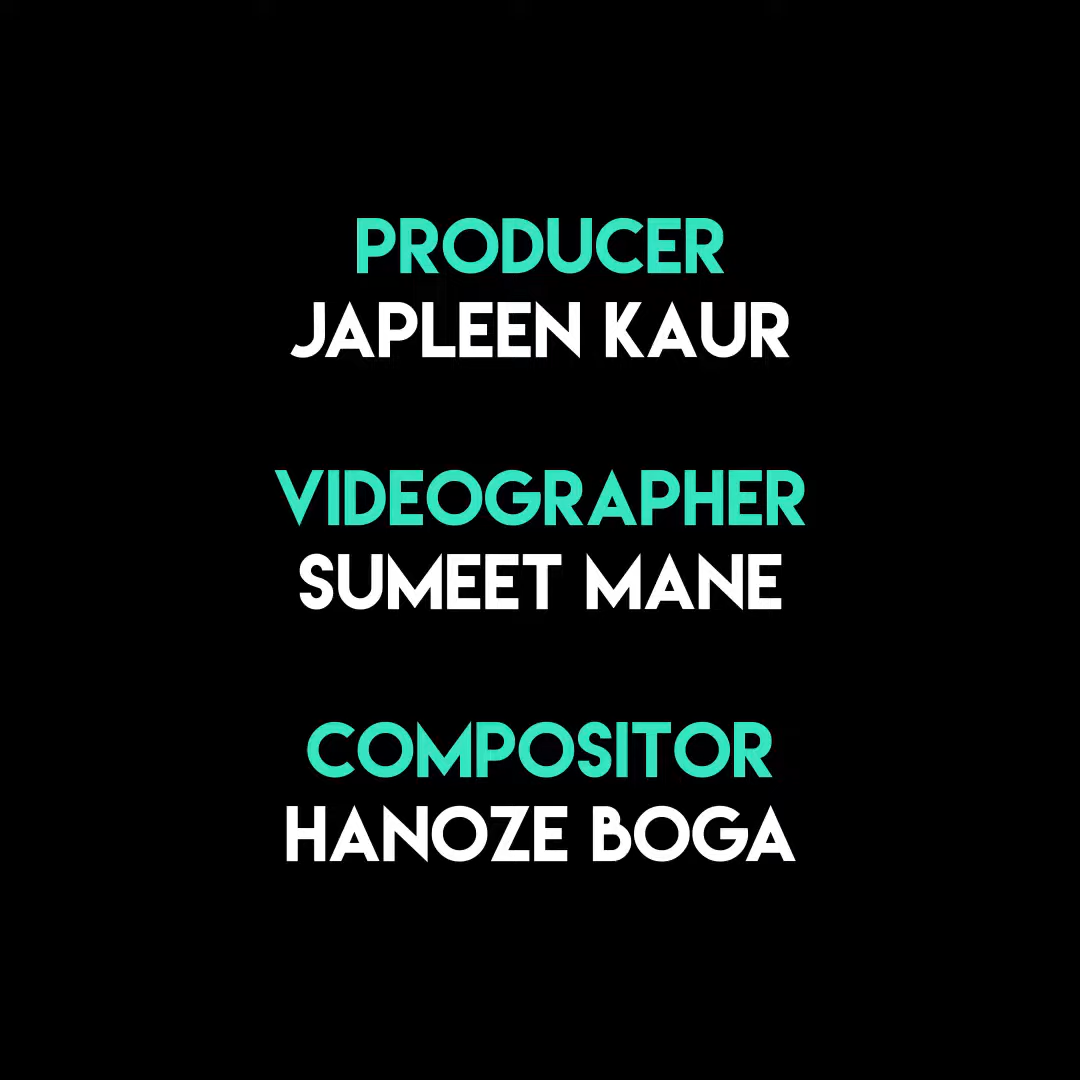 PRODUCER
JAPLEEN KAUR
VIDEOGRAPHER
SUMEET MANE
COMPOSITOR
HANOZE BOGA